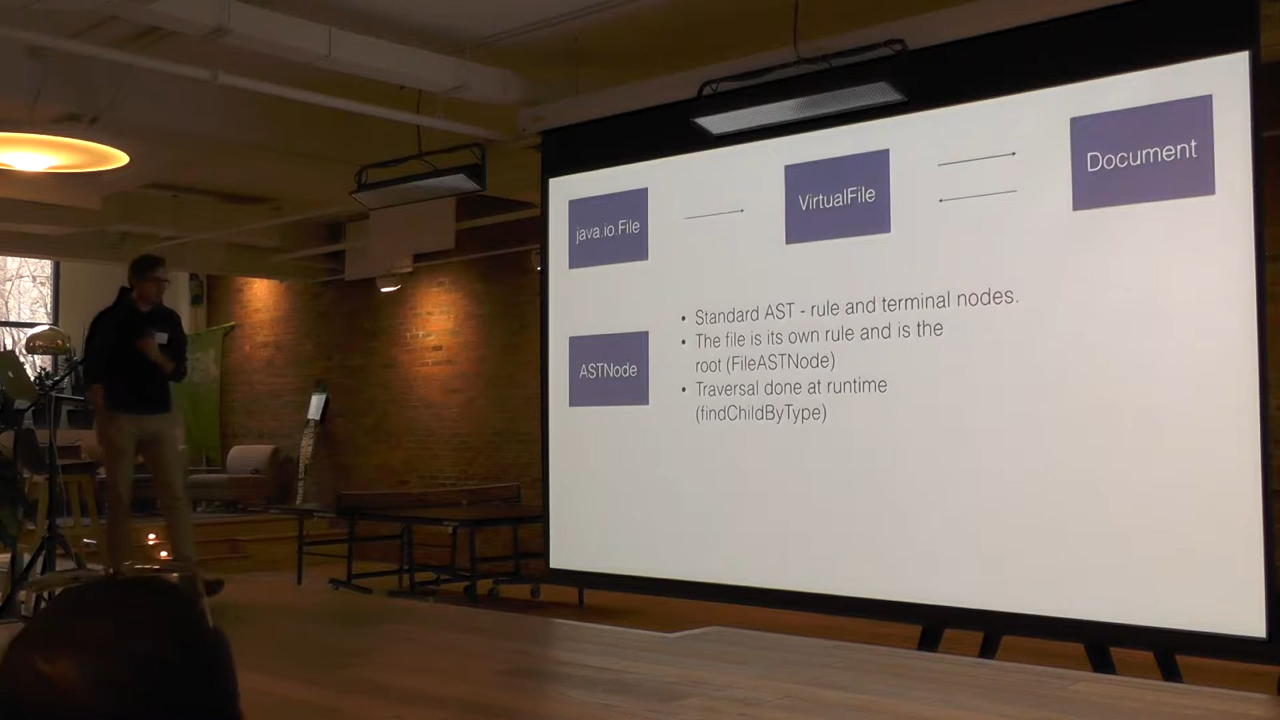 java.io.File
VirtualFile
Document
ASTNode
• Standard AST - rule and terminal nodes.
• The file is its own rule and is the
root (FileASTNode)
• Traversal done at runtime
(findChildByType)